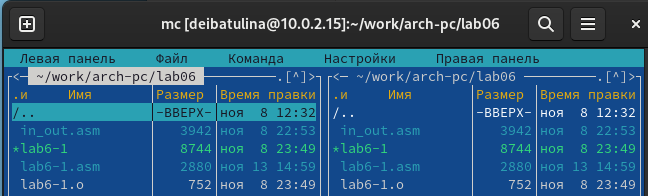 mc [deibatulina@10.0.2.15]:~/work/arch-pc/lab06
Левая панель Файл Команда Настройки Правая панель
<— ~/work/arch-pc/lab06 —.[^]> <— ~/work/arch-pc/lab06 —.[^]>
.и Имя Размер Время правки .и Имя Размер Время правки
/.. -ВВЕРХ- ноя 8 12:32 /.. -ВВЕРХ- ноя 8 12:32
in_out.asm 3942 ноя 8 22:53 in_out.asm 3942 ноя 8 22:53
*lab6-1 8744 ноя 8 23:49 *lab6-1 8744 ноя 8 23:49
lab6-1.asm 2880 ноя 13 14:59 lab6-1.asm 2880 ноя 13 14:59
lab6-1.o 752 ноя 8 23:49 lab6-1.o 752 ноя 8 23:49